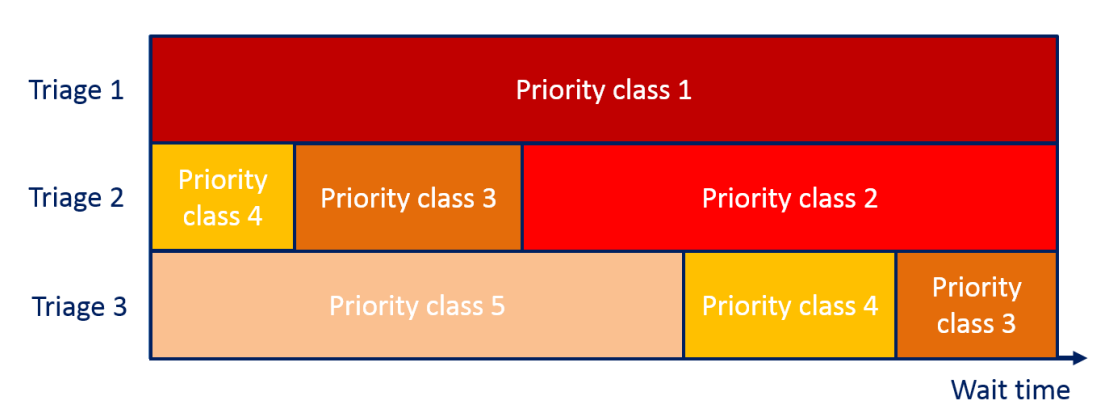 Triage 1
Priority class 1
Triage 2
Priority
class 4
Priority class 3
Priority class 2
Triage 3
Priority class 5
Priority class 4
Priority
class 3
Wait time